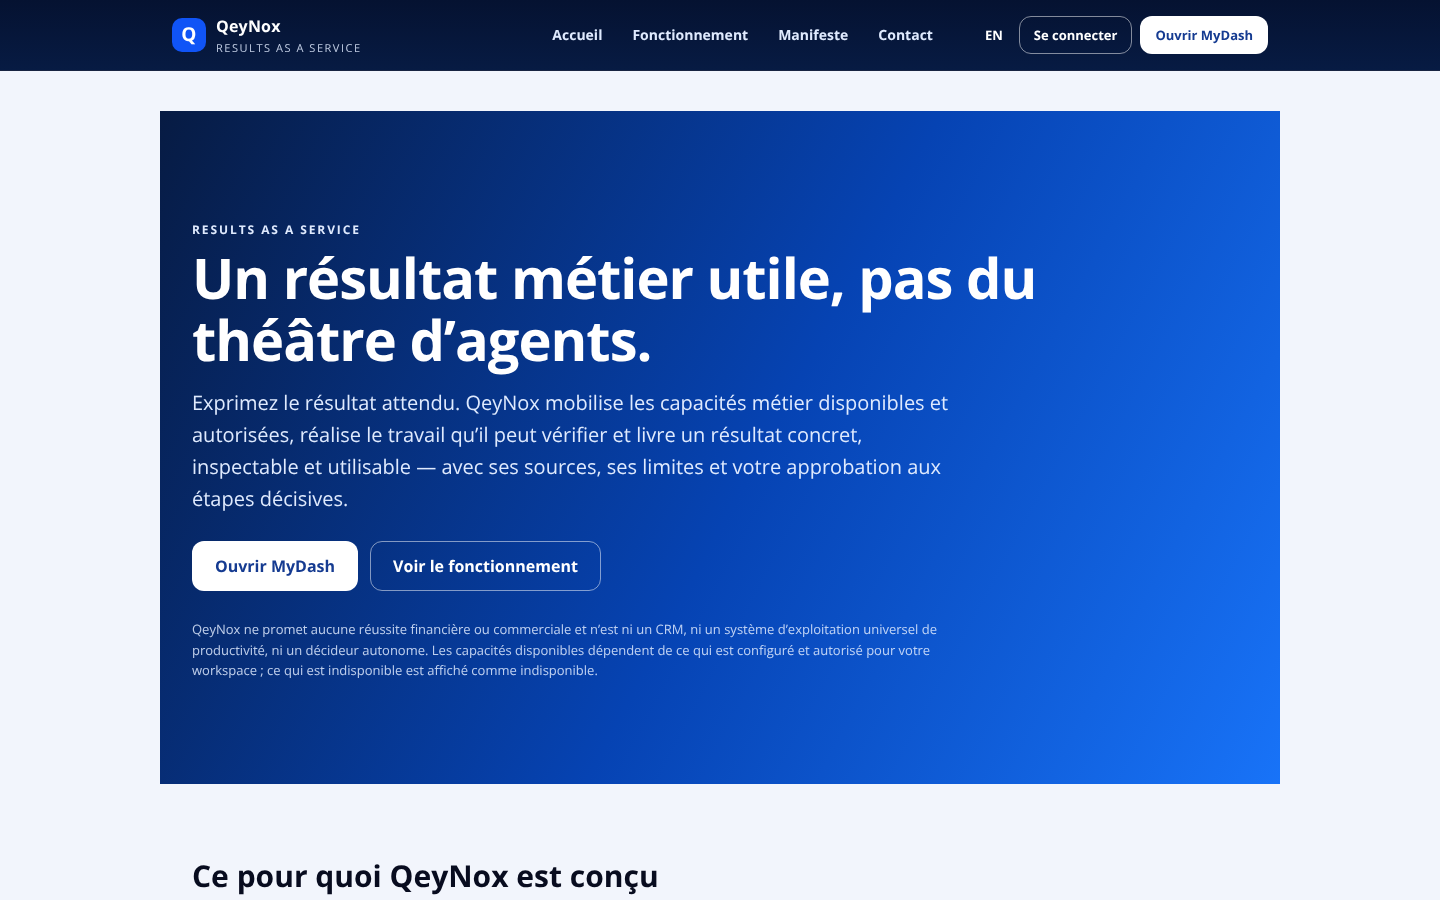 Q
QeyNox
RESULTS AS A SERVICE
Accueil
Fonctionnement
Manifeste
Contact
EN
Se connecter
Ouvrir MyDash
RESULTS AS A SERVICE
Un résultat métier utile, pas du
théâtre d’agents.
Exprimez le résultat attendu. QeyNox mobilise les capacités métier disponibles et
autorisées, réalise le travail qu’il peut vérifier et livre un résultat concret,
inspectable et utilisable — avec ses sources, ses limites et votre approbation aux
étapes décisives.
Ouvrir MyDash
Voir le fonctionnement
QeyNox ne promet aucune réussite financière ou commerciale et n’est ni un CRM, ni un système d’exploitation universel de
productivité, ni un décideur autonome. Les capacités disponibles dépendent de ce qui est configuré et autorisé pour votre
workspace ; ce qui est indisponible est affiché comme indisponible.
Ce pour quoi QeyNox est conçu